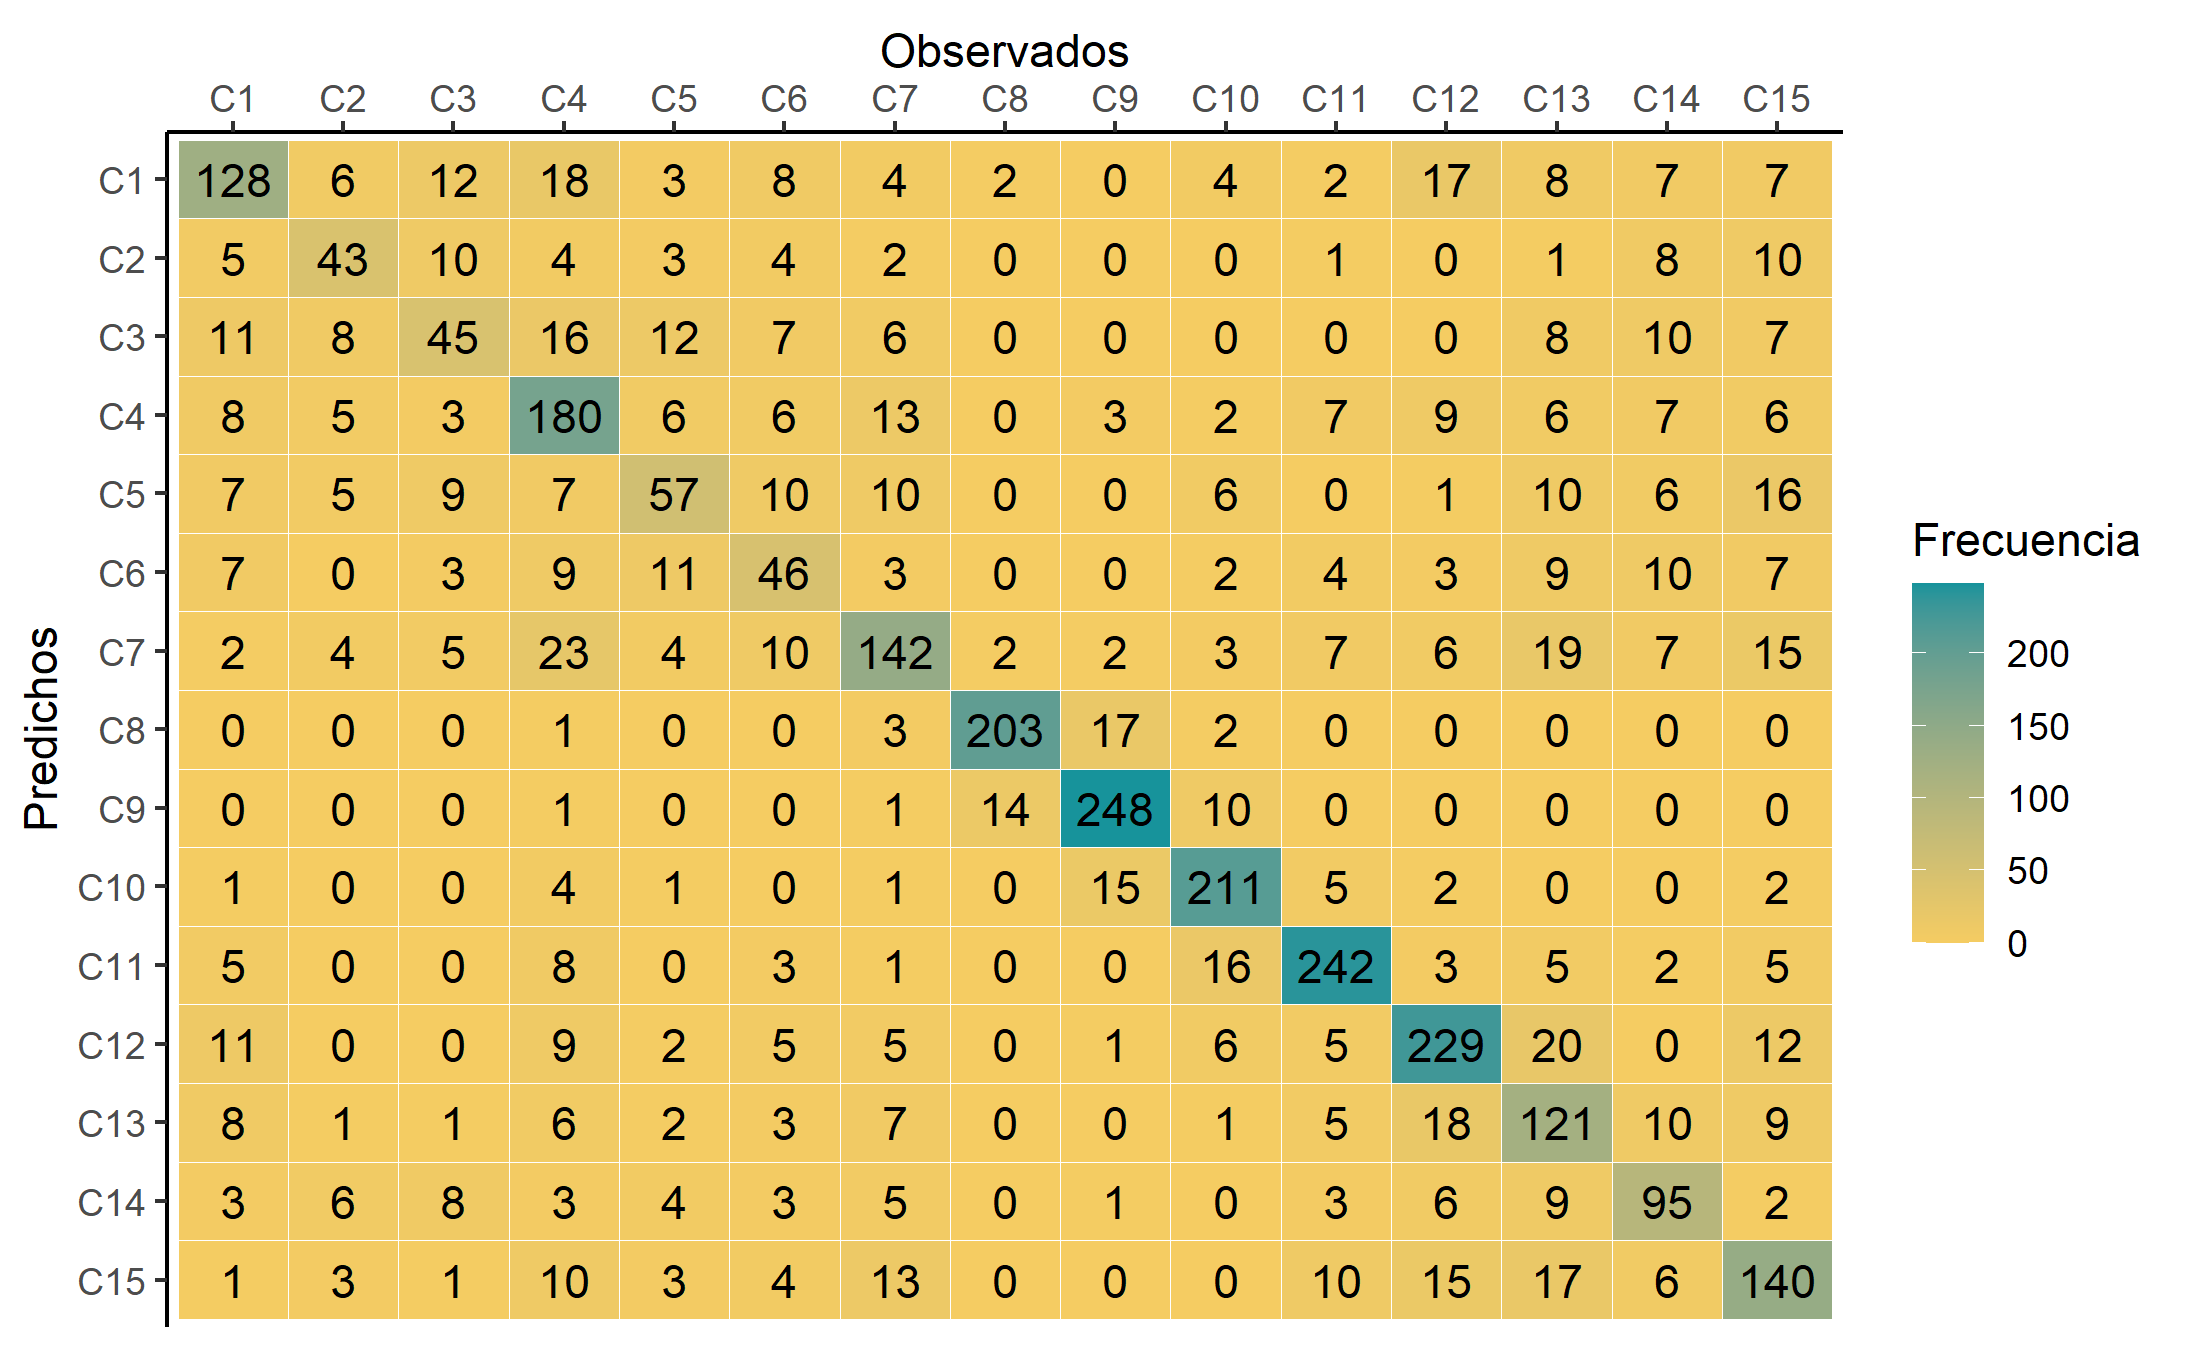 Observados
C1 C2 C3 C4 C5 C6 C7 C8 C9 C10 C11 C12 C13 C14 C15
C1 128 6 12 18 3 8 4 2 0 4 2 17 8 7 7
C2 5 43 10 4 3 4 2 0 0 0 1 0 1 8 10
C3 11 8 45 16 12 7 6 0 0 0 0 0 8 10 7
C4 8 5 3 180 6 6 13 0 3 2 7 9 6 7 6
C5 7 5 9 7 57 10 10 0 0 6 0 1 10 6 16
C6 7 0 3 9 11 46 3 0 0 2 4 3 9 10 7
C7 2 4 5 23 4 10 142 2 2 3 7 6 19 7 15
C8 0 0 0 1 0 0 3 203 17 2 0 0 0 0 0
C9 0 0 0 1 0 0 1 14 248 10 0 0 0 0 0
C10 1 0 0 4 1 0 1 0 15 211 5 2 0 0 2
C11 5 0 0 8 0 3 1 0 0 16 242 3 5 2 5
C12 11 0 0 9 2 5 5 0 1 6 5 229 20 0 12
C13 8 1 1 6 2 3 7 0 0 1 5 18 121 10 9
C14 3 6 8 3 4 3 5 0 1 0 3 6 9 95 2
C15 1 3 1 10 3 4 13 0 0 0 10 15 17 6 140
Predichos
Frecuencia
200
150
100
50
0